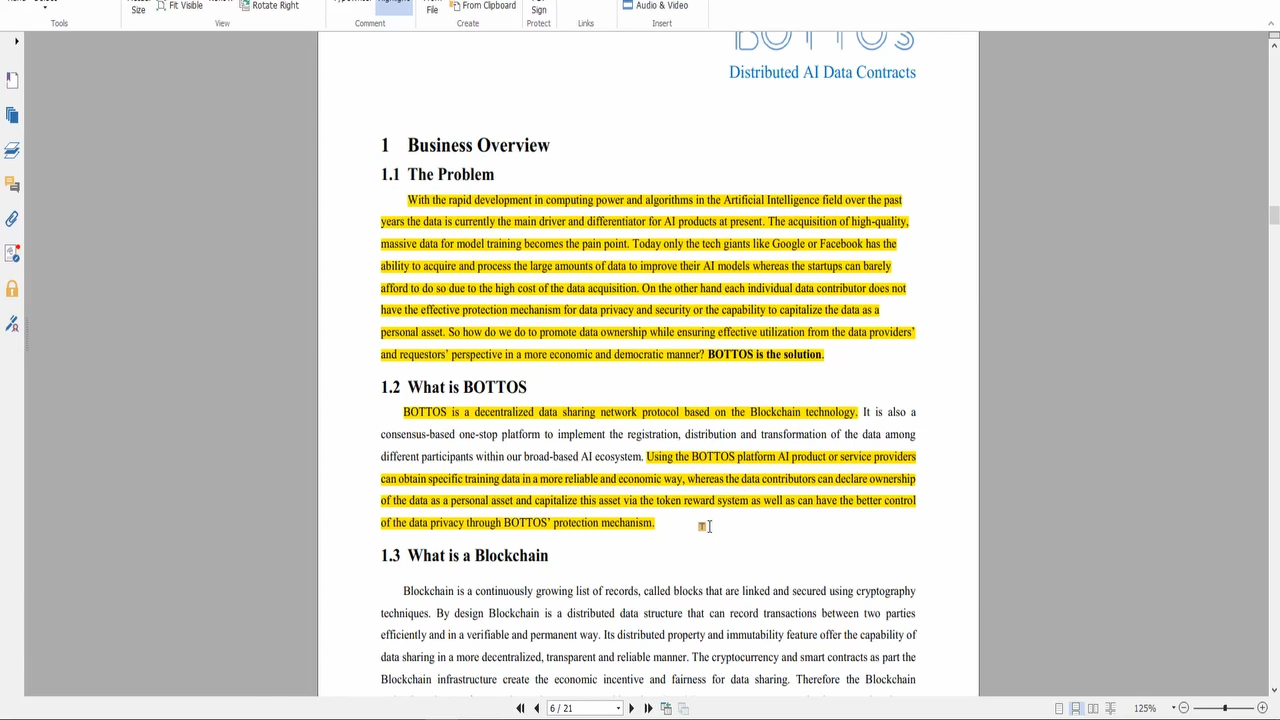 Size
Fit Visible
Rotate Right
From
File
From Clipboard
Sign
Audio & Video
Tools
View
Comment
Create
Protect
Links
Insert
BOTTOS
Distributed AI Data Contracts
1 Business Overview
1.1 The Problem
With the rapid development in computing power and algorithms in the Artificial Intelligence field over the past
years the data is currently the main driver and differentiator for AI products at present. The acquisition of high-quality,
massive data for model training becomes the pain point. Today only the tech giants like Google or Facebook has the
ability to acquire and process the large amounts of data to improve their AI models whereas the startups can barely
afford to do so due to the high cost of the data acquisition. On the other hand each individual data contributor does not
have the effective protection mechanism for data privacy and security or the capability to capitalize the data as a
personal asset. So how do we do to promote data ownership while ensuring effective utilization from the data providers’
and requestors’ perspective in a more economic and democratic manner? BOTTOS is the solution.
1.2 What is BOTTOS
BOTTOS is a decentralized data sharing network protocol based on the Blockchain technology. It is also a
consensus-based one-stop platform to implement the registration, distribution and transformation of the data among
different participants within our broad-based AI ecosystem. Using the BOTTOS platform AI product or service providers
can obtain specific training data in a more reliable and economic way, whereas the data contributors can declare ownership
of the data as a personal asset and capitalize this asset via the token reward system as well as can have the better control
of the data privacy through BOTTOS’ protection mechanism.
1.3 What is a Blockchain
Blockchain is a continuously growing list of records, called blocks that are linked and secured using cryptography
techniques. By design Blockchain is a distributed data structure that can record transactions between two parties
efficiently and in a verifiable and permanent way. Its distributed property and immutability feature offer the capability of
data sharing in a more decentralized, transparent and reliable manner. The cryptocurrency and smart contracts as part the
Blockchain infrastructure create the economic incentive and fairness for data sharing. Therefore the Blockchain
6 / 21
125%